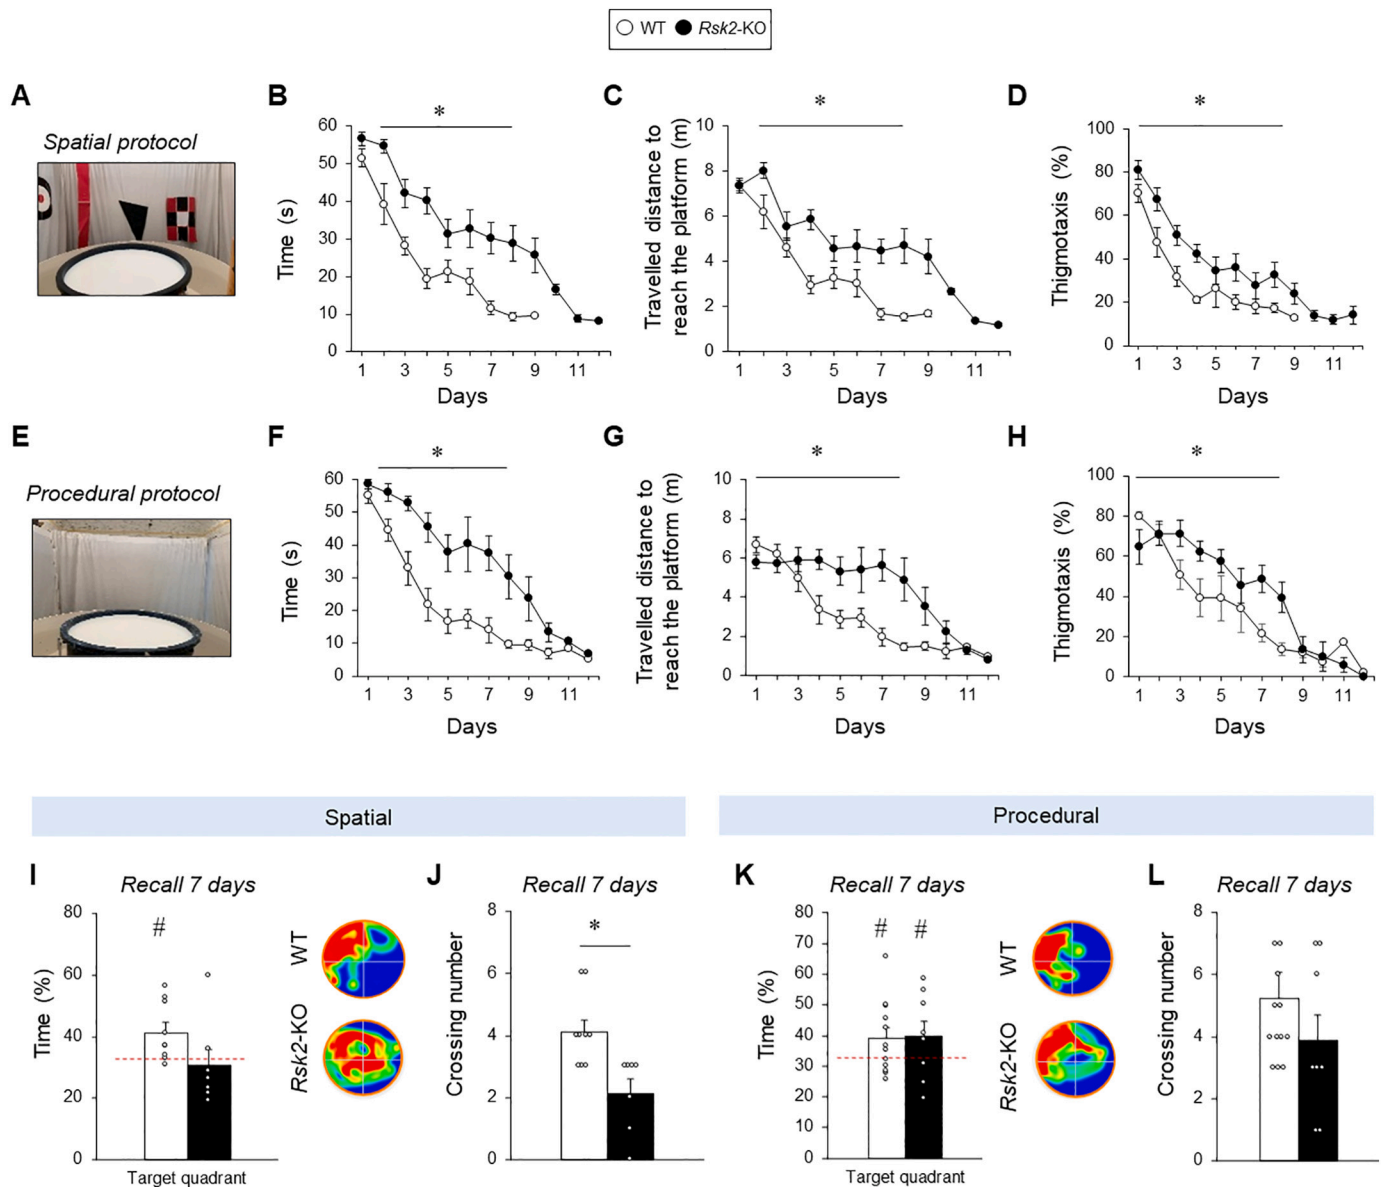 WT Rsk2-KO
A
Spatial protocol
B
*
Time (s)
60
50
40
30
20
10
0
1 3 5 7 9 11
Days
C
*
Travelled distance to
reach the platform (m)
10
8
6
4
2
0
1 3 5 7 9 11
Days
D
*
Thigmotaxis (%)
100
80
60
40
20
0
1 3 5 7 9 11
Days
E
Procedural protocol
F
*
Time (s)
60
50
40
30
20
10
0
1 3 5 7 9 11
Days
G
*
Travelled distance to
reach the platform (m)
10
8
6
4
2
0
1 3 5 7 9 11
Days
H
*
Thigmotaxis (%)
100
80
60
40
20
0
1 3 5 7 9 11
Days
Spatial
Procedural
I
Recall 7 days
#
Time (%)
80
60
40
20
0
Target quadrant
WT
Rsk2-KO
J
Recall 7 days
*
Crossing number
8
6
4
2
0
K
Recall 7 days
# #
Time (%)
80
70
60
50
40
30
20
10
0
Target quadrant
WT
Rsk2-KO
L
Recall 7 days
Crossing number
8
6
4
2
0